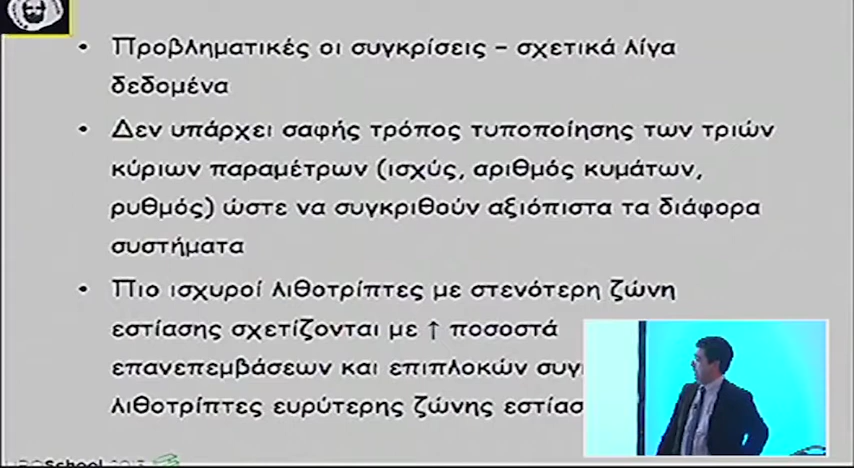 • Προβληματικές οι συγκρίσεις – σχετικά λίγα
δεδομένα
• Δεν υπάρχει σαφής τρόπος τυποποίησης των τριών
κύριων παραμέτρων (ισχύς, αριθμός κυμάτων,
ρυθμός) ώστε να συγκριθούν αξιόπιστα τα διάφορα
συστήματα
• Πιο ισχυροί λιθοτρίπτες με στενότερη ζώνη
εστίασης σχετίζονται με ↑ ποσοστά
επανεπεμβάσεων και επιπλοκών
λιθοτρίπτες ευρύτερης ζώνης
School